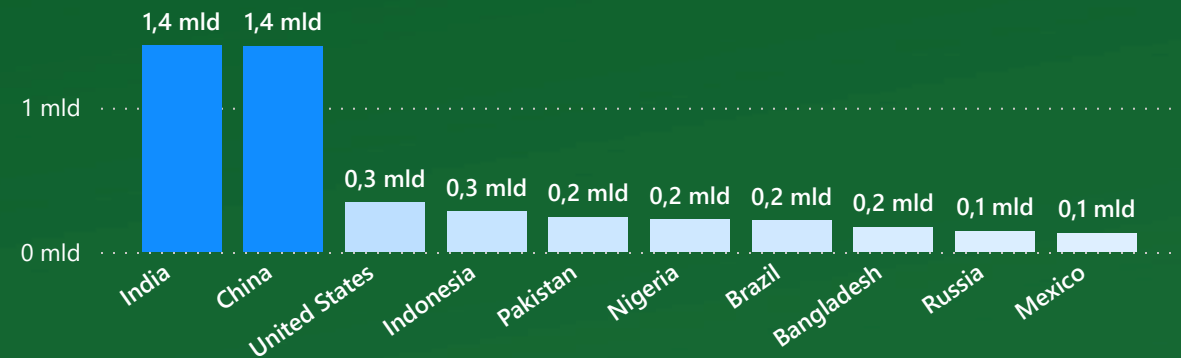 1,4 mld 1,4 mld
1 mld
0,3 mld 0,3 mld 0,2 mld 0,2 mld 0,2 mld 0,2 mld 0,1 mld 0,1 mld
0 mld
India China United States Indonesia Pakistan Nigeria Brazil Bangladesh Russia Mexico